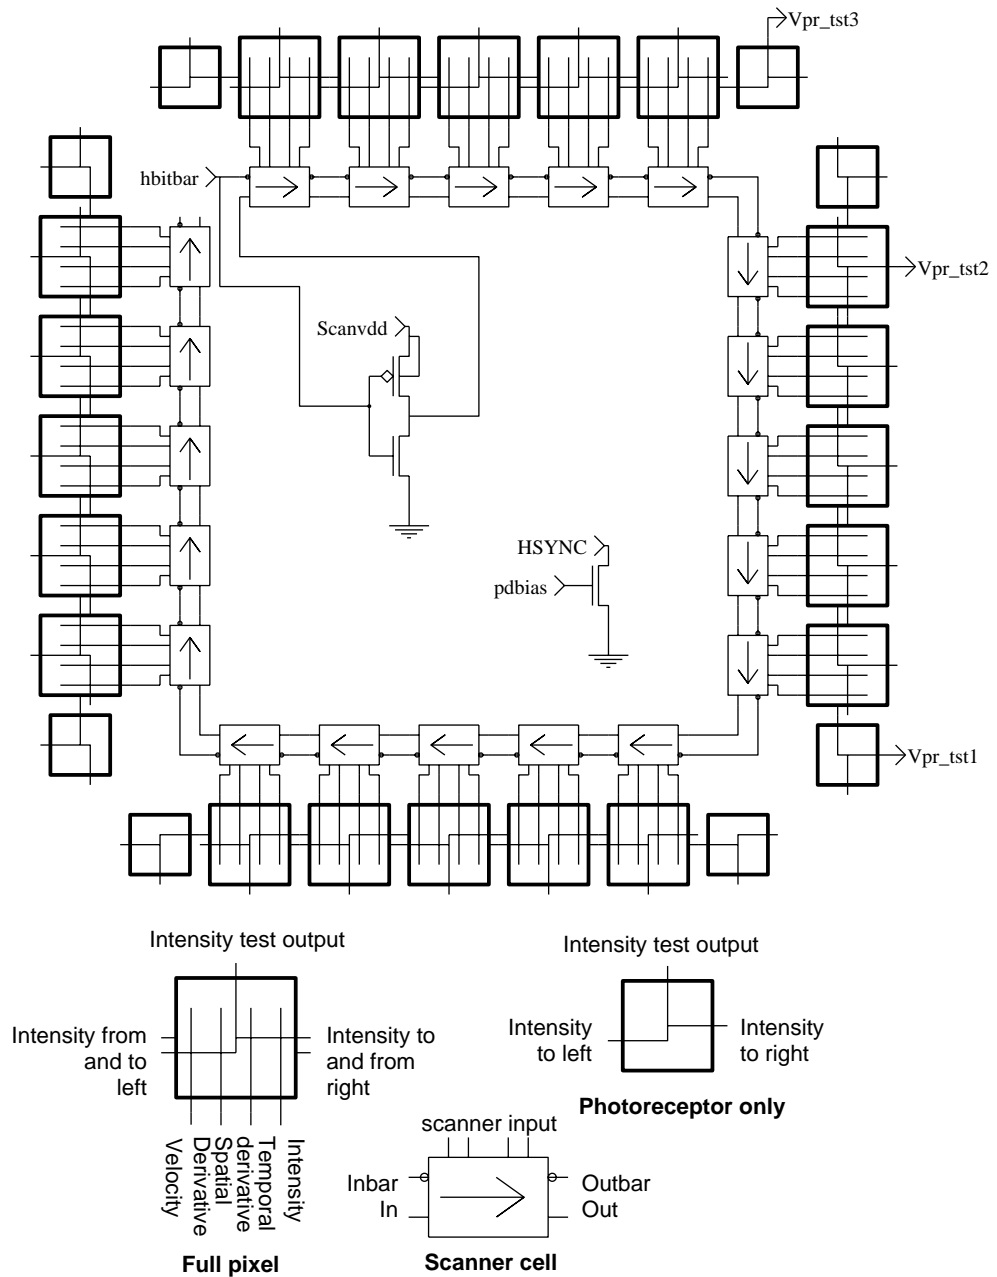 Vpr_tst3
hbitbar
Vpr_tst2
Scanvdd
HSYNC
pdbias
Vpr_tst1
Intensity test output
Intensity from
and to
left
Intensity to
and from
right
Velocity
Spatial
Derivative
Temporal
derivative
Intensity
Full pixel
Intensity test output
Intensity
to left
Intensity
to right
Photoreceptor only
scanner input
Inbar
In
Outbar
Out
Scanner cell